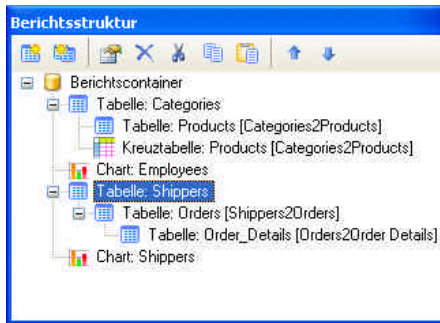 Berichtsstruktur
Berichtscontainer
Tabelle: Categories
Tabelle: Products [Categories2Products]
Kreuztabelle: Products [Categories2Products]
Chart: Employees
Tabelle: Shippers
Tabelle: Orders [Shippers2Orders]
Tabelle: Order_Details [Orders2Order Details]
Chart: Shippers